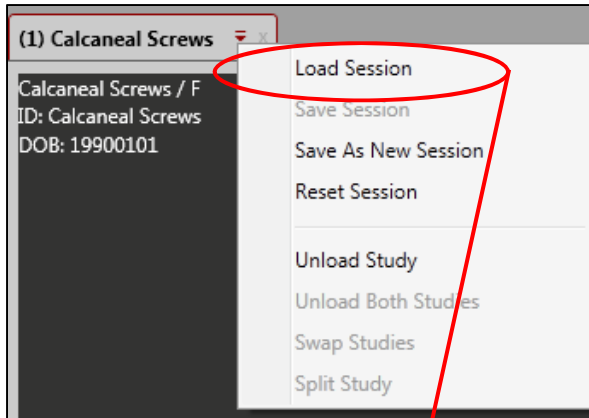 (1) Calcaneal Screws x
Calcaneal Screws / F
ID: Calcaneal Screws
DOB: 19900101
Load Session
Save Session
Save As New Session
Reset Session
Unload Study
Unload Both Studies
Swap Studies
Split Study